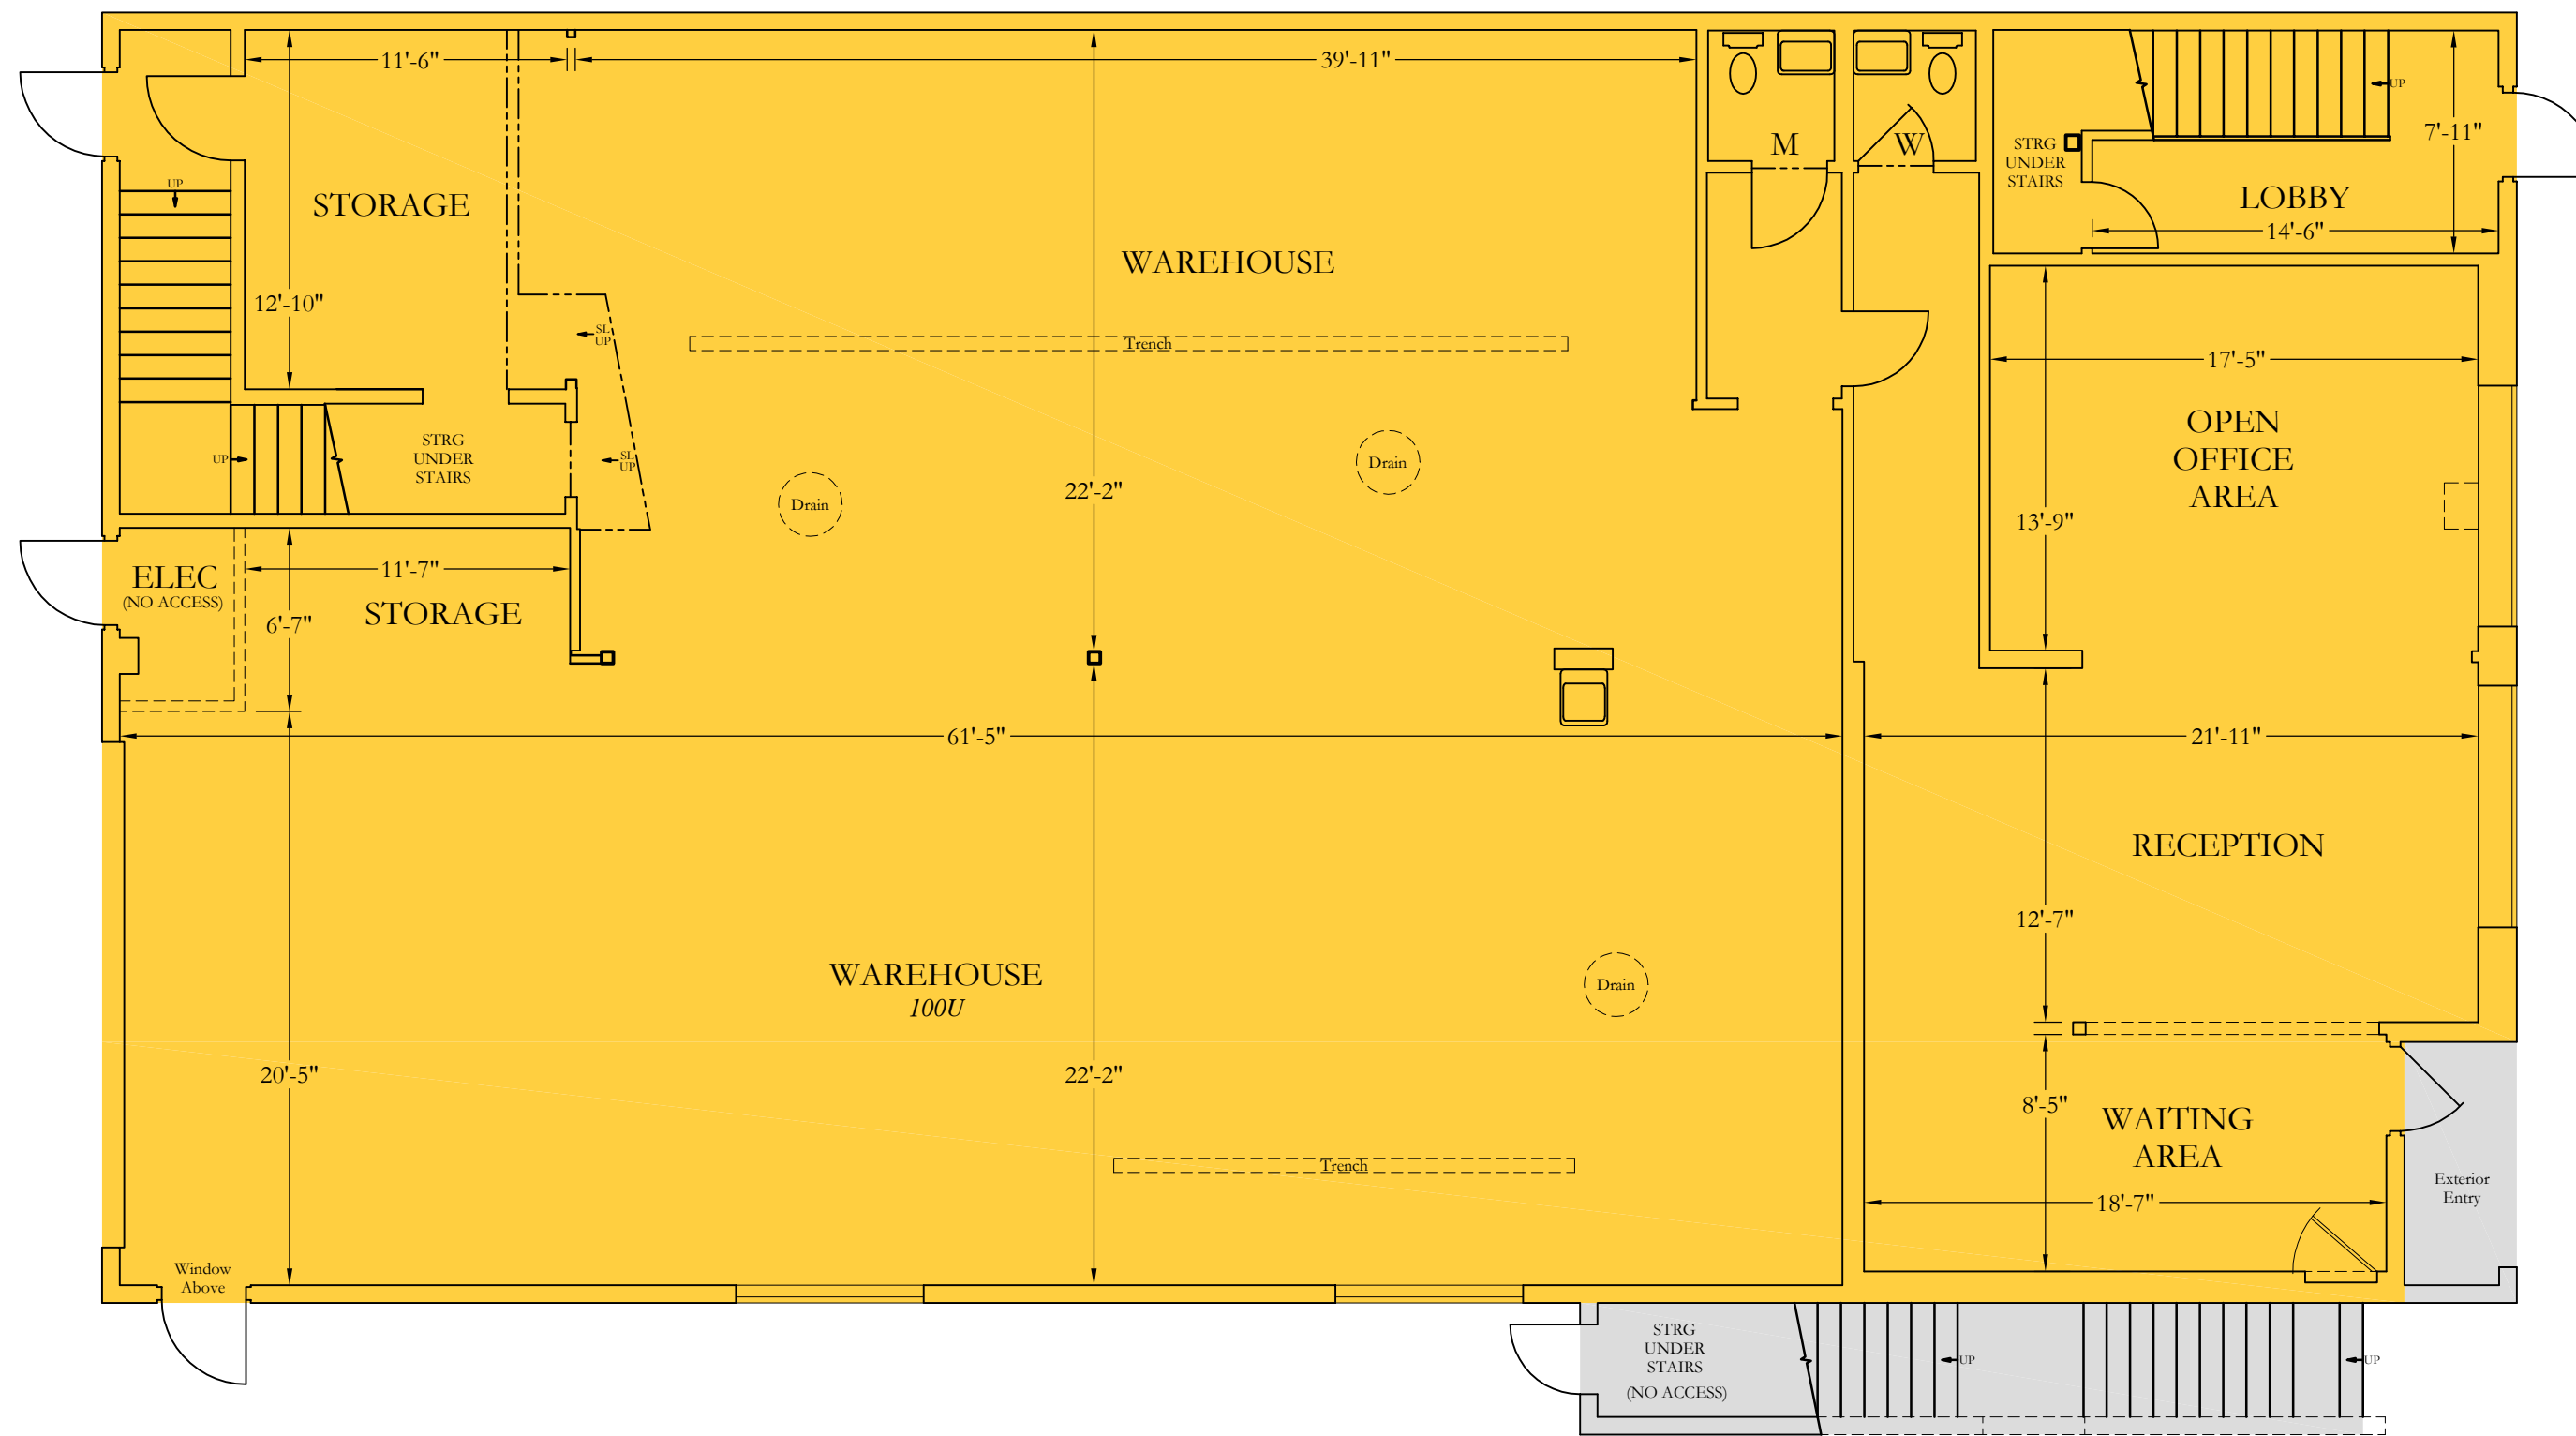 11'-6"
39'-11"
UP
7'-11"
M
W
STRG
UNDER
STAIRS
UP
LOBBY
14'-6"
STORAGE
WAREHOUSE
12'-10"
SL
UP
Trench
17'-5"
OPEN
OFFICE
AREA
UP
STRG
UNDER
STAIRS
SL
UP
Drain
Drain
22'-2"
13'-9"
ELEC
(NO ACCESS)
11'-7"
STORAGE
6'-7"
61'-5"
21'-11"
RECEPTION
12'-7"
WAREHOUSE
100U
Drain
20'-5"
22'-2"
8'-5"
WAITING
AREA
Trench
18'-7"
Exterior
Entry
Window
Above
STRG
UNDER
STAIRS
(NO ACCESS)
UP
UP